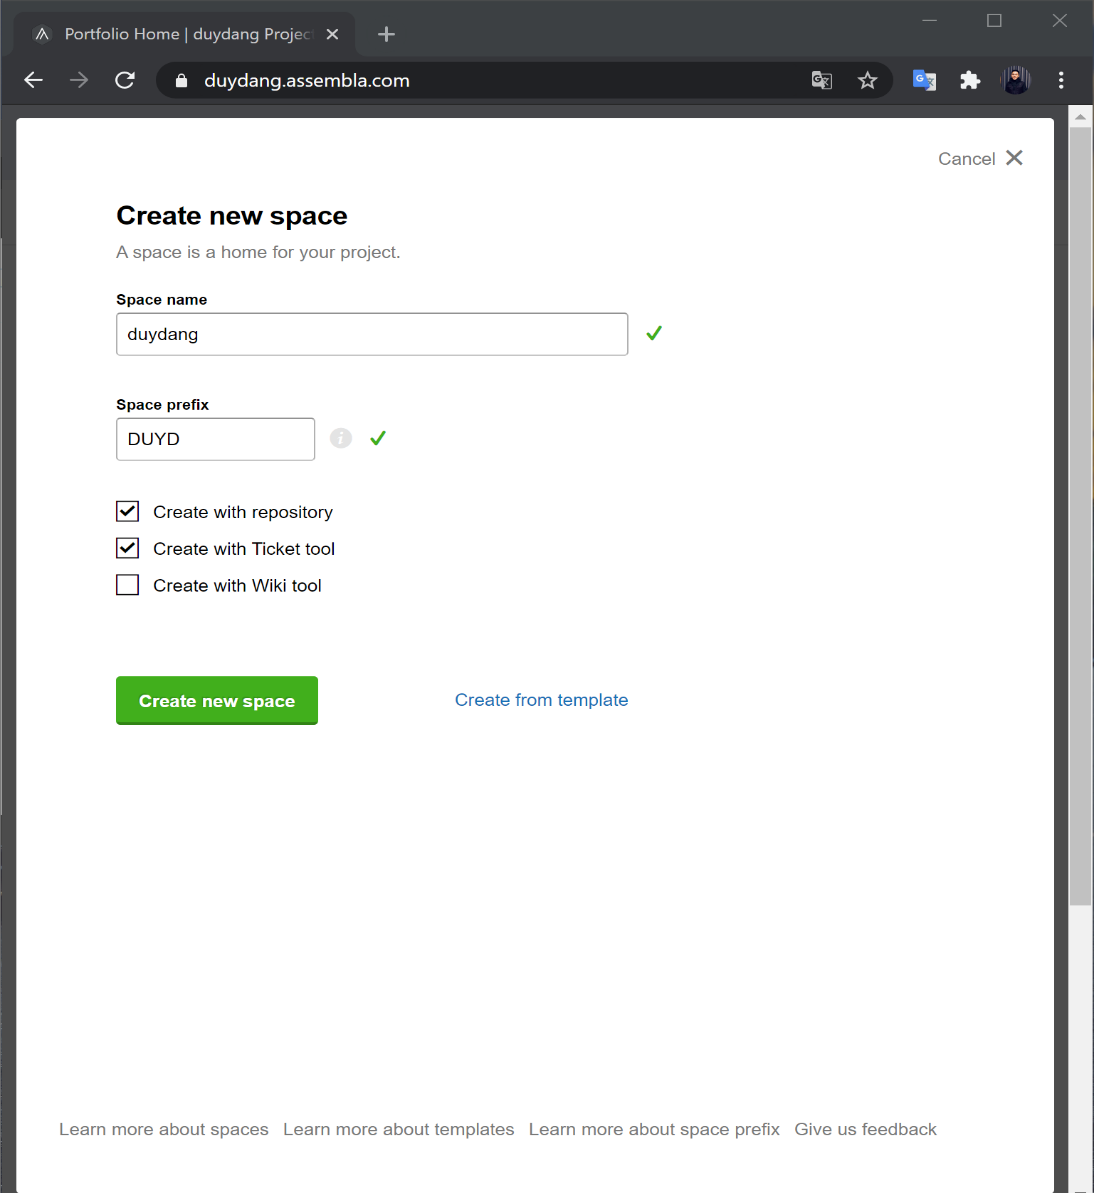 Portfolio Home | duydang Projec
duydang.assembla.com
Cancel
Create new space
A space is a home for your project.
Space name
duydang
Space prefix
DUYD
Create with repository
Create with Ticket tool
Create with Wiki tool
Create new space Create from template
Learn more about spaces Learn more about templates Learn more about space prefix Give us feedback